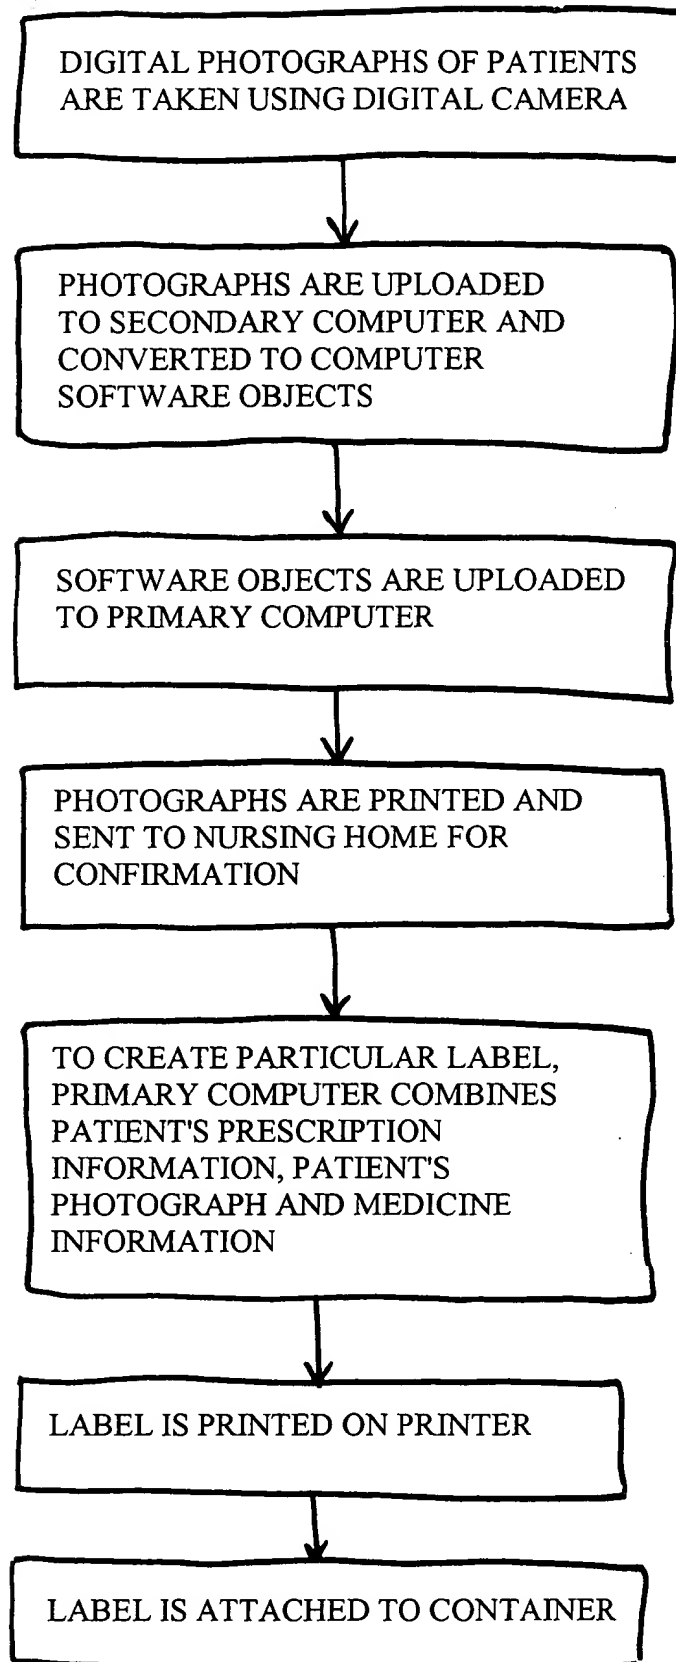 DIGITAL PHOTOGRAPHS OF PATIENTS
ARE TAKEN USING DIGITAL CAMERA
PHOTOGRAPHS ARE UPLOADED
TO SECONDARY COMPUTER AND
CONVERTED TO COMPUTER
SOFTWARE OBJECTS
SOFTWARE OBJECTS ARE UPLOADED
TO PRIMARY COMPUTER
PHOTOGRAPHS ARE PRINTED AND
SENT TO NURSING HOME FOR
CONFIRMATION
TO CREATE PARTICULAR LABEL,
PRIMARY COMPUTER COMBINES
PATIENT'S PRESCRIPTION
INFORMATION, PATIENT'S
PHOTOGRAPH AND MEDICINE
INFORMATION
LABEL IS PRINTED ON PRINTER
LABEL IS ATTACHED TO CONTAINER